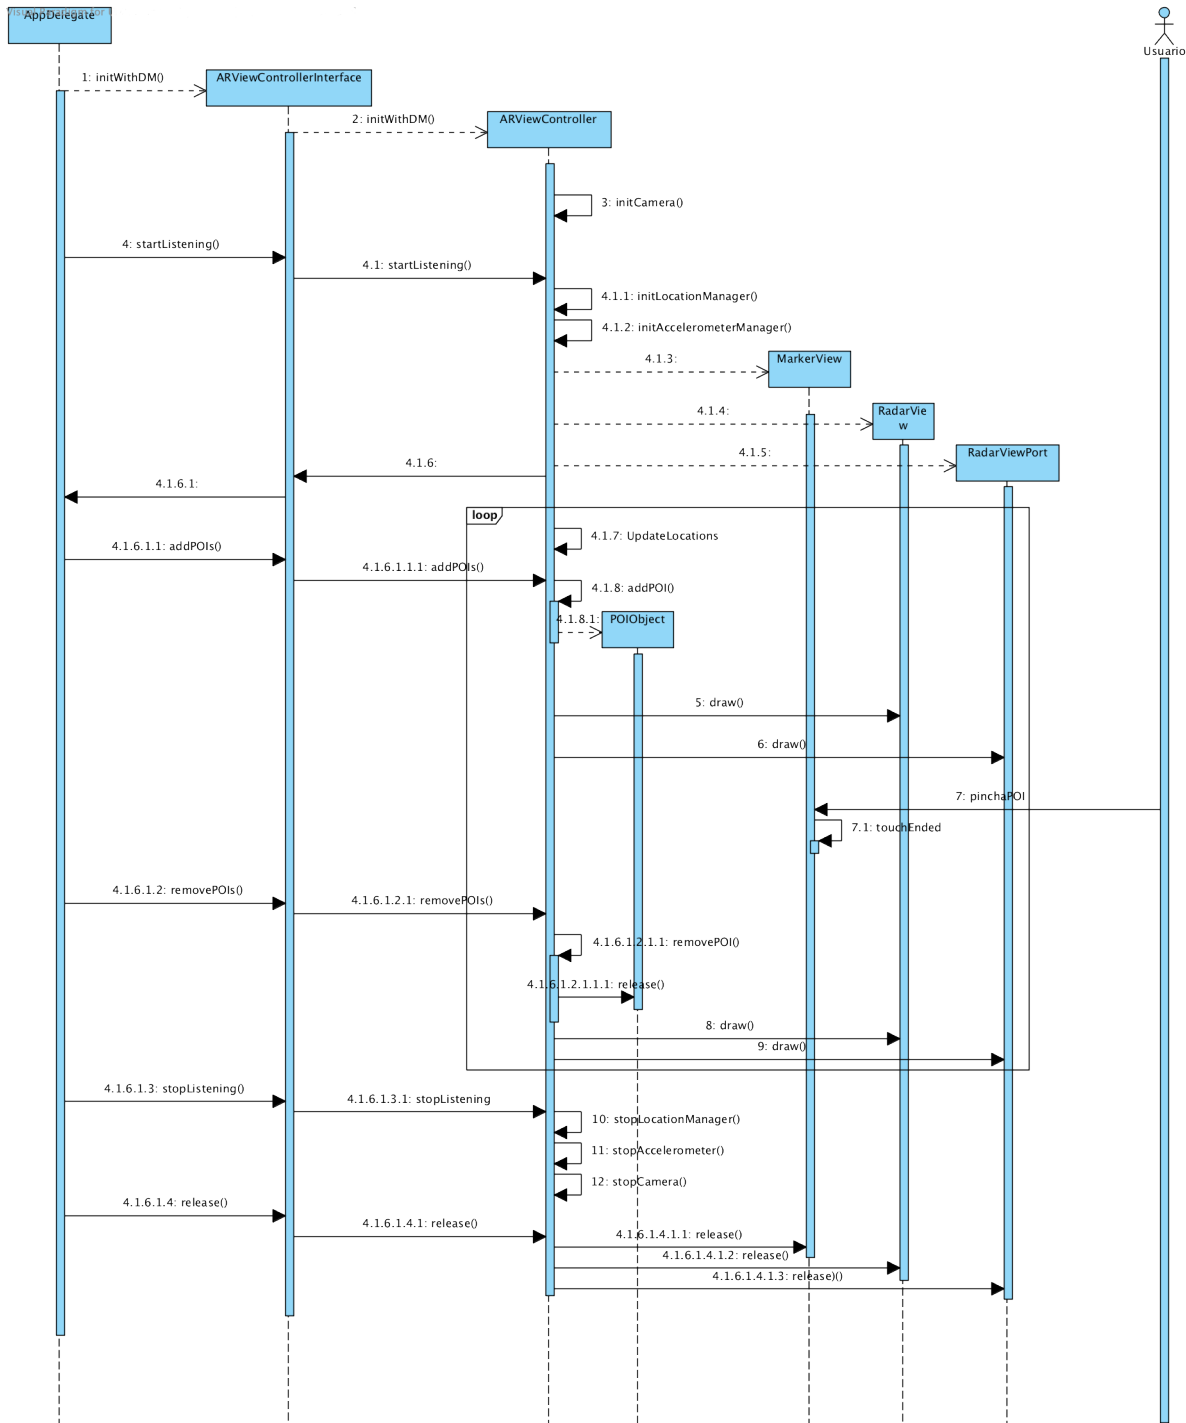 AppDelegate
Usuario
1: initWithDM()
ARViewControllerInterface
2: initWithDM()
ARViewController
3: initCamera()
4: startListening()
4.1: startListening()
4.1.1: initLocationManager()
4.1.2: initAccelerometerManager()
4.1.3:
MarkerView
4.1.4:
RadarVie
w
4.1.5:
RadarViewPort
4.1.6:
4.1.6.1:
loop
4.1.7: UpdateLocations
4.1.6.1.1: addPOIs()
4.1.6.1.1.1: addPOIs()
4.1.8: addPOI()
4.1.8.1:
POIObject
5: draw()
6: draw()
7: pinchaPOI
7.1: touchEnded
4.1.6.1.2: removePOIs()
4.1.6.1.2.1: removePOIs()
4.1.6.1.2.1.1: removePOI()
4.1.6.1.2.1.1.1: release()
8: draw()
9: draw()
4.1.6.1.3: stopListening()
4.1.6.1.3.1: stopListening
10: stopLocationManager()
11: stopAccelerometer()
12: stopCamera()
4.1.6.1.4: release()
4.1.6.1.4.1: release()
4.1.6.1.4.1.1: release()
4.1.6.1.4.1.2: release()
4.1.6.1.4.1.3: release)()